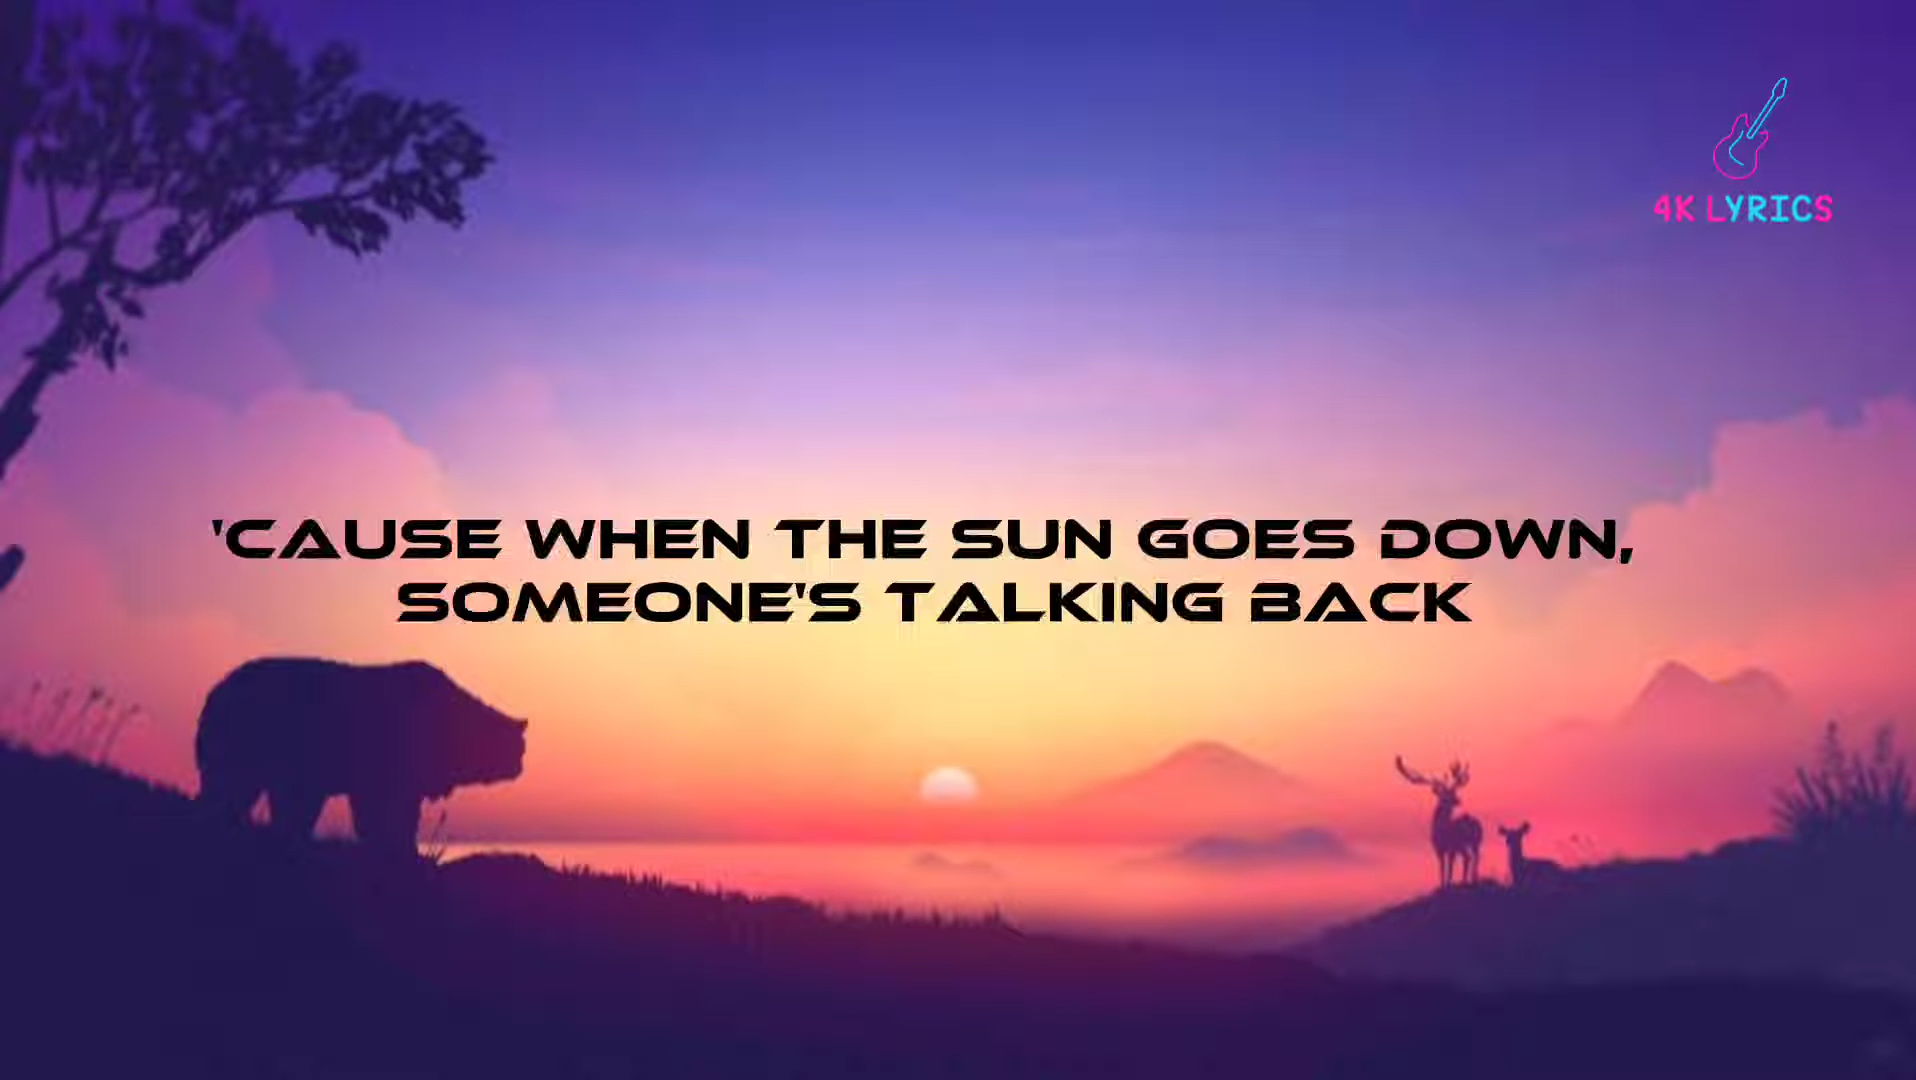 4K LYRICS
'CAUSE WHEN THE SUN GOES DOWN,
SOMEONE'S TALKING BACK